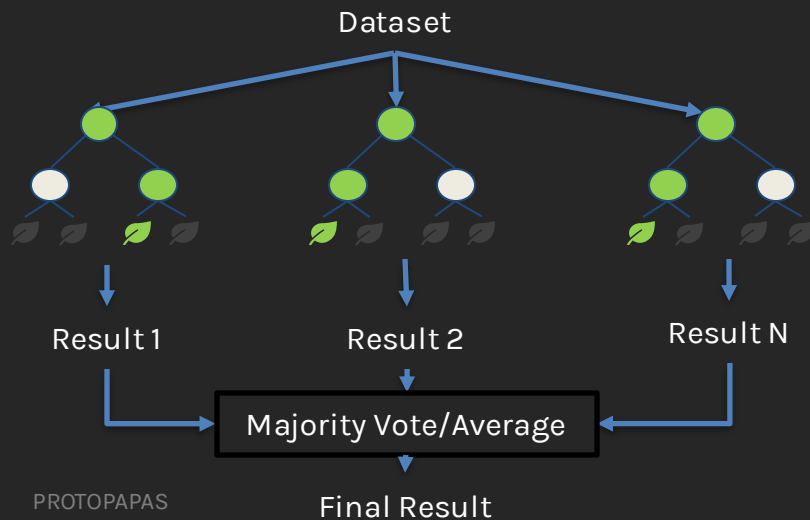 Dataset
Result 1
Result 2
Result N
Majority Vote/Average
Final Result
PROTOPAPAS